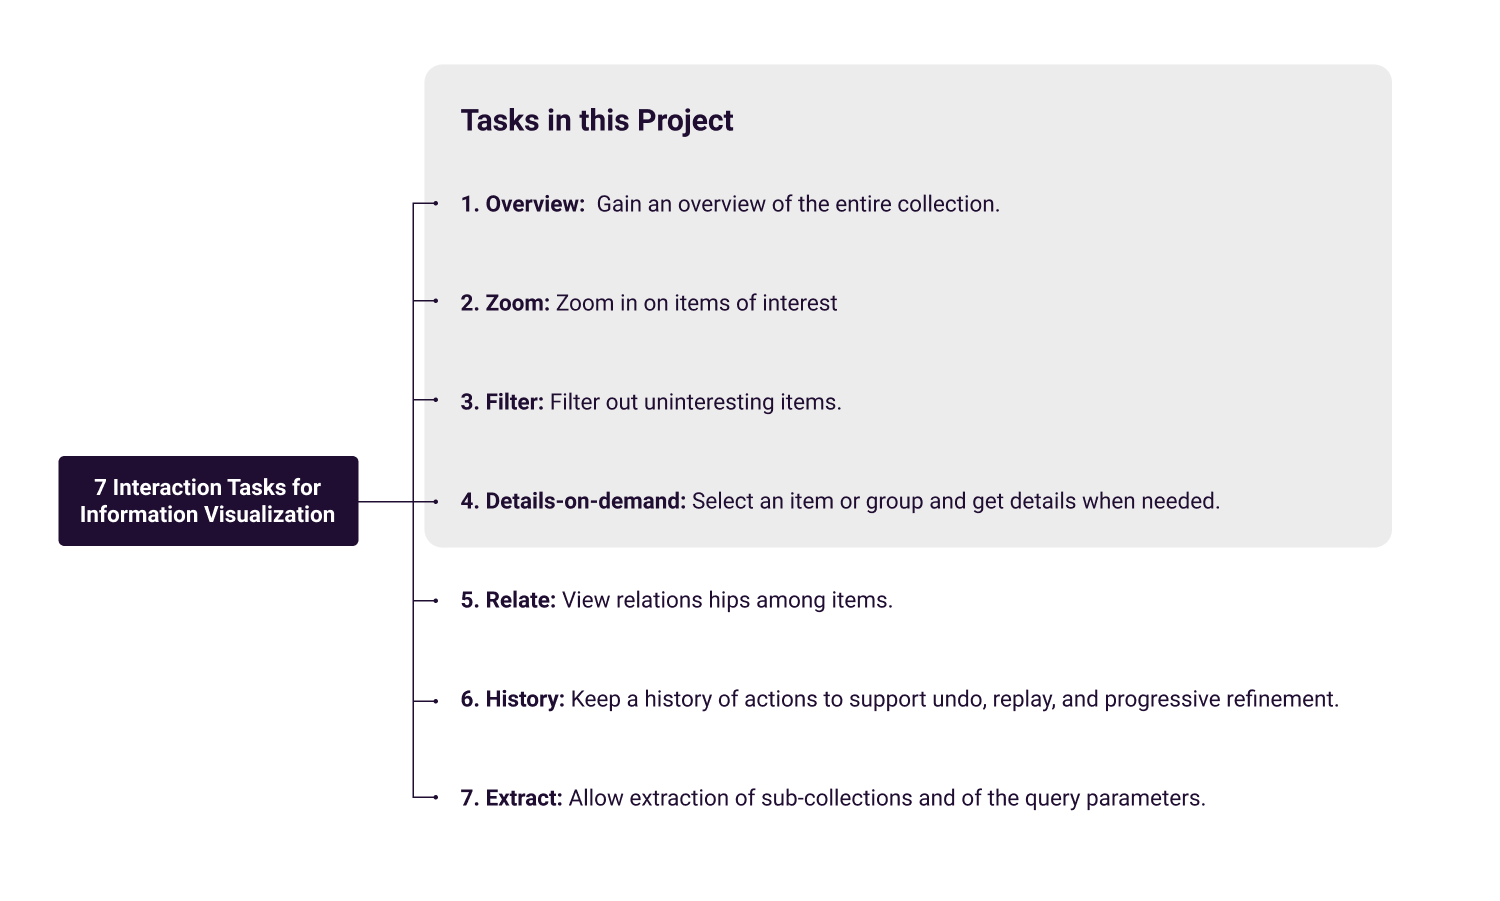 Tasks in this Project
1. Overview: Gain an overview of the entire collection.
2. Zoom: Zoom in on items of interest
3. Filter: Filter out uninteresting items.
7 Interaction Tasks for
Information Visualization
4. Details-on-demand: Select an item or group and get details when needed.
5. Relate: View relations hips among items.
6. History: Keep a history of actions to support undo, replay, and progressive refinement.
7. Extract: Allow extraction of sub-collections and of the query parameters.